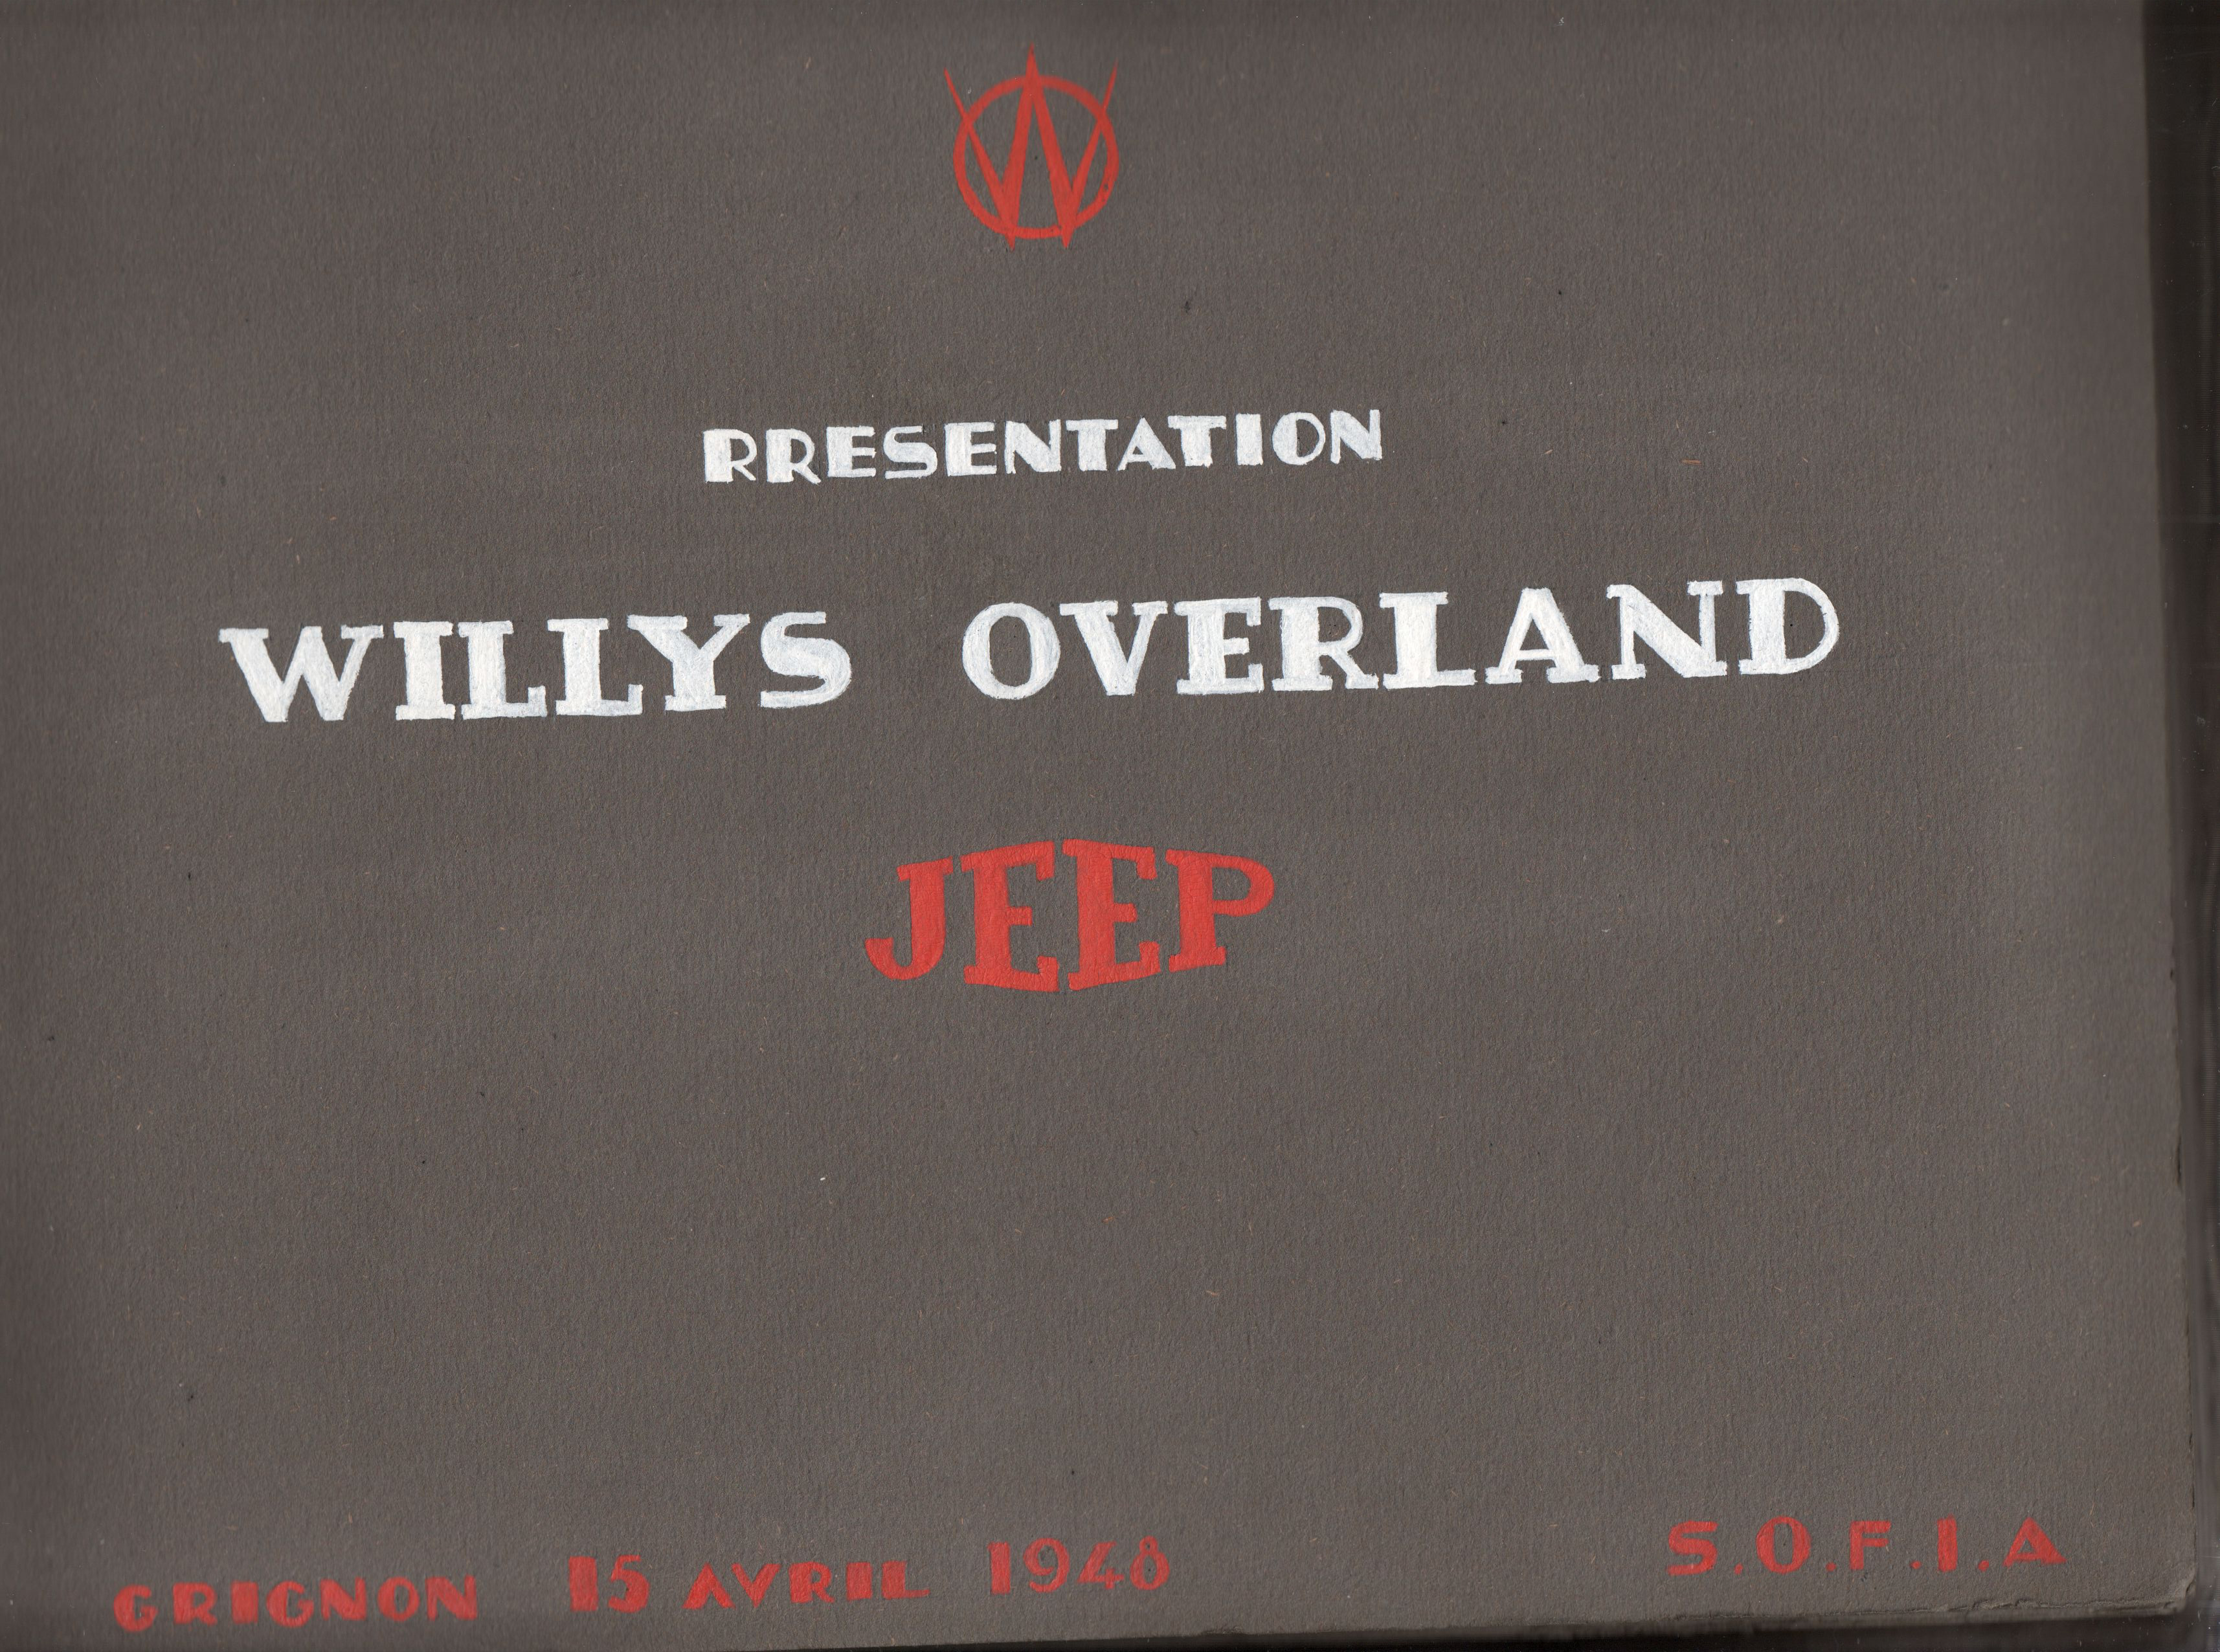 W
RRESENTATION
WILLYS OVERLAND
JEEP
GRIGNON 15 AVRIL 1948 S.O.F.I.A